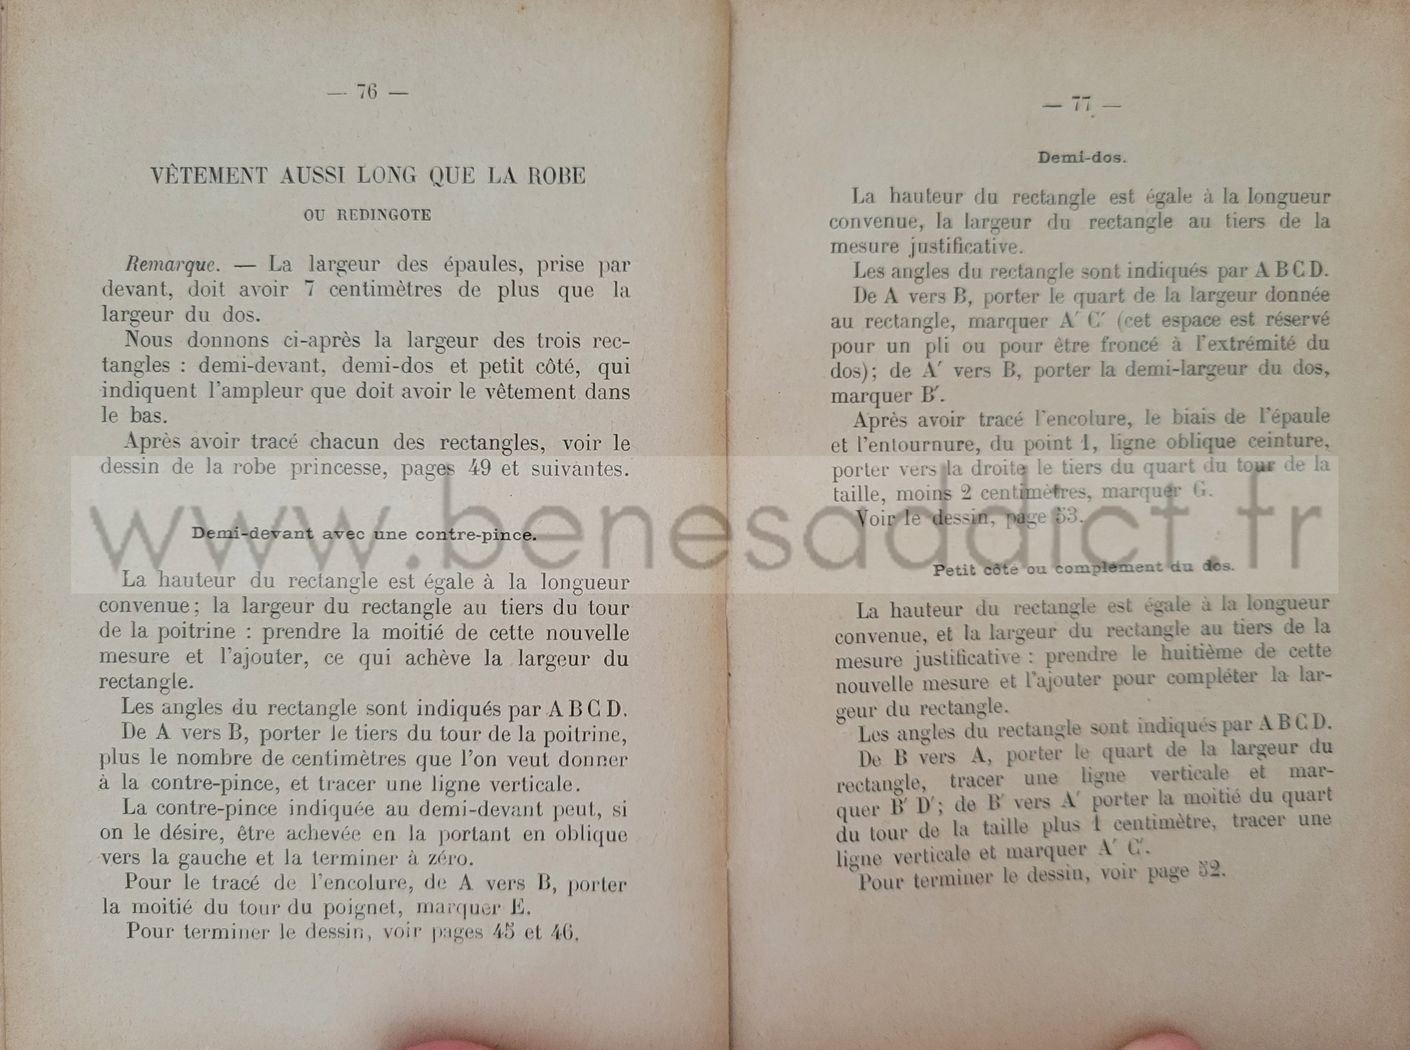 — 76 —
VÊTEMENT AUSSI LONG QUE LA ROBE
OU REDINGOTE
Remarque. — La largeur des épaules, prise par
devant, doit avoir 7 centimètres de plus que la
largeur du dos.
Nous donnons ci-après la largeur des trois rec-
tangles : demi-devant, demi-dos et petit côté, qui
indiquent l'ampleur que doit avoir le vêtement dans
le bas.
Après avoir tracé chacun des rectangles, voir le
dessin de la robe princesse, pages 49 et suivantes.
Demi-devant avec une contre-pince.
La hauteur du rectangle est égale à la longueur
convenue; la largeur du rectangle au tiers du tour
de la poitrine : prendre la moitié de cette nouvelle
mesure et l'ajouter, ce qui achève la largeur du
rectangle.
Les angles du rectangle sont indiqués par A B C D.
De A vers B, porter le tiers du tour de la poitrine,
plus le nombre de centimètres que l'on veut donner
à la contre-pince, et tracer une ligne verticale.
La contre-pince indiquée au demi-devant peut, si
on le désire, être achevée en la portant en oblique
vers la gauche et la terminer à zéro.
Pour le tracé de l'encolure, de A vers B, porter
la moitié du tour du poignet, marquer E.
Pour terminer le dessin, voir pages 45 et 46.
— 77 —
Demi-dos.
La hauteur du rectangle est égale à la longueur
convenue, la largeur du rectangle au tiers de la
mesure justificative.
Les angles du rectangle sont indiqués par A B C D.
De A vers B, porter le quart de la largeur donnée
au rectangle, marquer A′ C′ (cet espace est réservé
pour un pli ou pour être froncé à l'extrémité du
dos); de A′ vers B, porter la demi-largeur du dos,
marquer B′.
Après avoir tracé l'encolure, le biais de l'épaule
et l'entournure, du point 1, ligne oblique ceinture,
porter vers la droite le tiers du quart du tour de la
taille, moins 2 centimètres, marquer G.
Voir le dessin, page 53.
www.benesaddict.fr
Petit côté ou complément du dos.
La hauteur du rectangle est égale à la longueur
convenue, et la largeur du rectangle au tiers de la
mesure justificative : prendre le huitième de cette
nouvelle mesure et l'ajouter pour compléter la lar-
geur du rectangle.
Les angles du rectangle sont indiqués par A B C D.
De B vers A, porter le quart de la largeur du
rectangle, tracer une ligne verticale et mar-
quer B′ D′; de B′ vers A′ porter la moitié du quart
du tour de la taille plus 1 centimètre, tracer une
ligne verticale et marquer A′ C′.
Pour terminer le dessin, voir page 52.